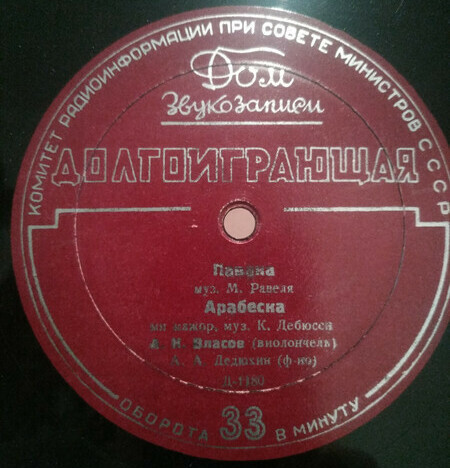 КОМИТЕТ РАДИОИНФОРМАЦИИ ПРИ СОВЕТЕ МИНИСТРОВ СССР
Дом
Звукозаписи
ДОЛГОИГРАЮЩАЯ
Павана
муз. М. Равеля
Арабеска
ми мажор, муз. К. Дебюсси
А. К. Власов (виолончель)
А. А. Дедюхин (ф-но)
Д-1180
ОБОРОТА 33 В МИНУТУ